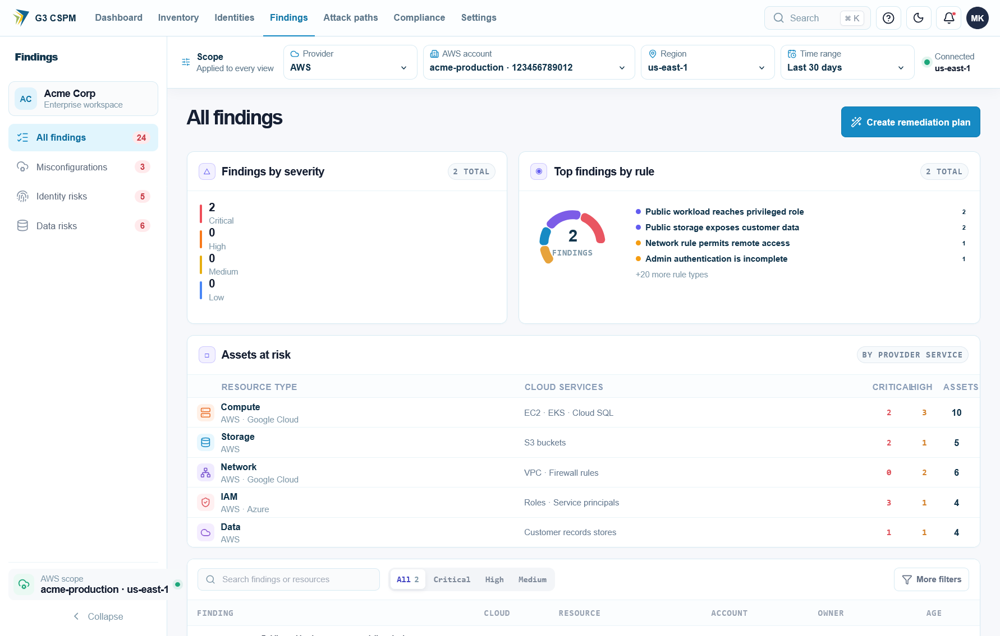 G3 CSPM
Dashboard
Inventory
Identities
Findings
Attack paths
Compliance
Settings
Search
⌘ K
MK
Findings
AC
Acme Corp
Enterprise workspace
All findings
24
Misconfigurations
3
Identity risks
5
Data risks
6
AWS scope
acme-production · us-east-1
Collapse
Scope
Applied to every view
Provider
AWS
AWS account
acme-production · 123456789012
Region
us-east-1
Time range
Last 30 days
Connected
us-east-1
All findings
Create remediation plan
Findings by severity
2 TOTAL
2
Critical
0
High
0
Medium
0
Low
Top findings by rule
2 TOTAL
2
FINDINGS
Public workload reaches privileged role 2
Public storage exposes customer data 2
Network rule permits remote access 1
Admin authentication is incomplete 1
+20 more rule types
Assets at risk
BY PROVIDER SERVICE
RESOURCE TYPE CLOUD SERVICES CRITICAL HIGH ASSETS
Compute
AWS · Google Cloud
EC2 · EKS · Cloud SQL 2 3 10
Storage
AWS
S3 buckets 2 1 5
Network
AWS · Google Cloud
VPC · Firewall rules 0 2 6
IAM
AWS · Azure
Roles · Service principals 3 1 4
Data
AWS
Customer records stores 1 1 4
Search findings or resources
All 2
Critical
High
Medium
More filters
FINDING CLOUD RESOURCE ACCOUNT OWNER AGE